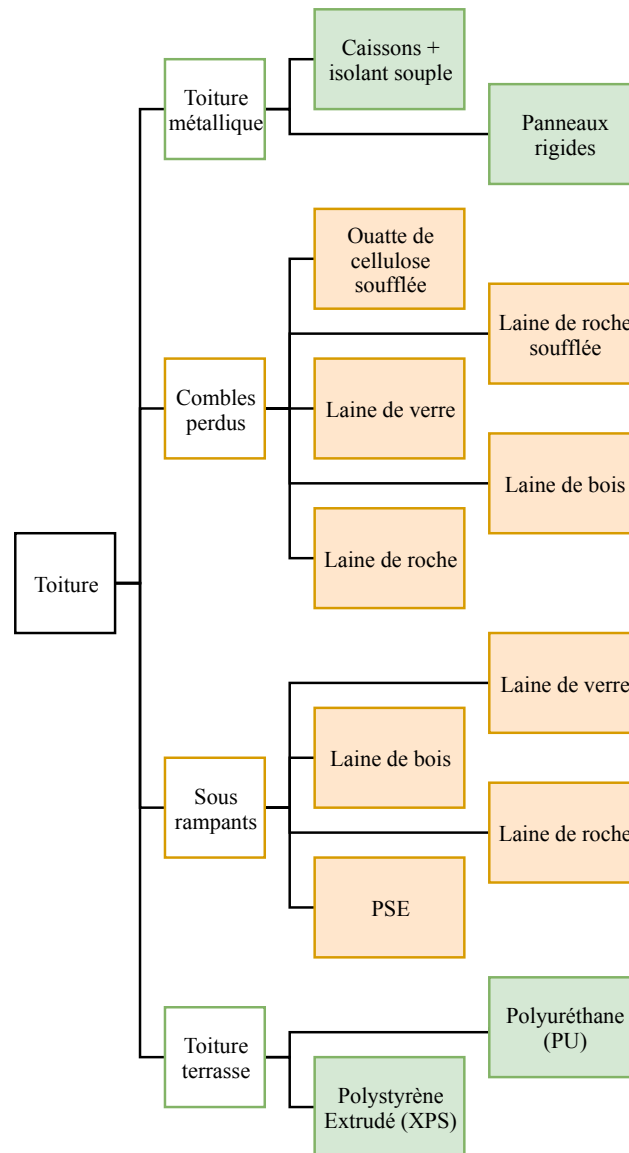 Caissons +
isolant souple
Toiture
métallique
Panneaux
rigides
Ouatte de
cellulose
soufflée
Laine de roche
soufflée
Combles
perdus
Laine de verre
Laine de bois
Laine de roche
Toiture
Laine de verre
Laine de bois
Sous
rampants
Laine de roche
PSE
Polyuréthane
(PU)
Toiture
terrasse
Polystyrène
Extrudé (XPS)